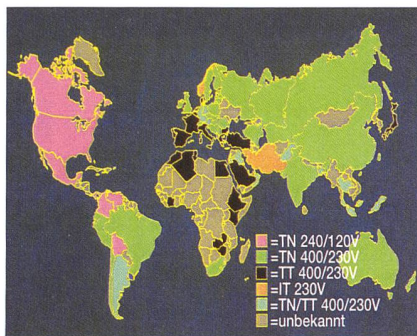 =TN 240/120V
=TN 400/230V
=TT 400/230V
=IT 230V
=TN/TT 400/230V
=unbekannt